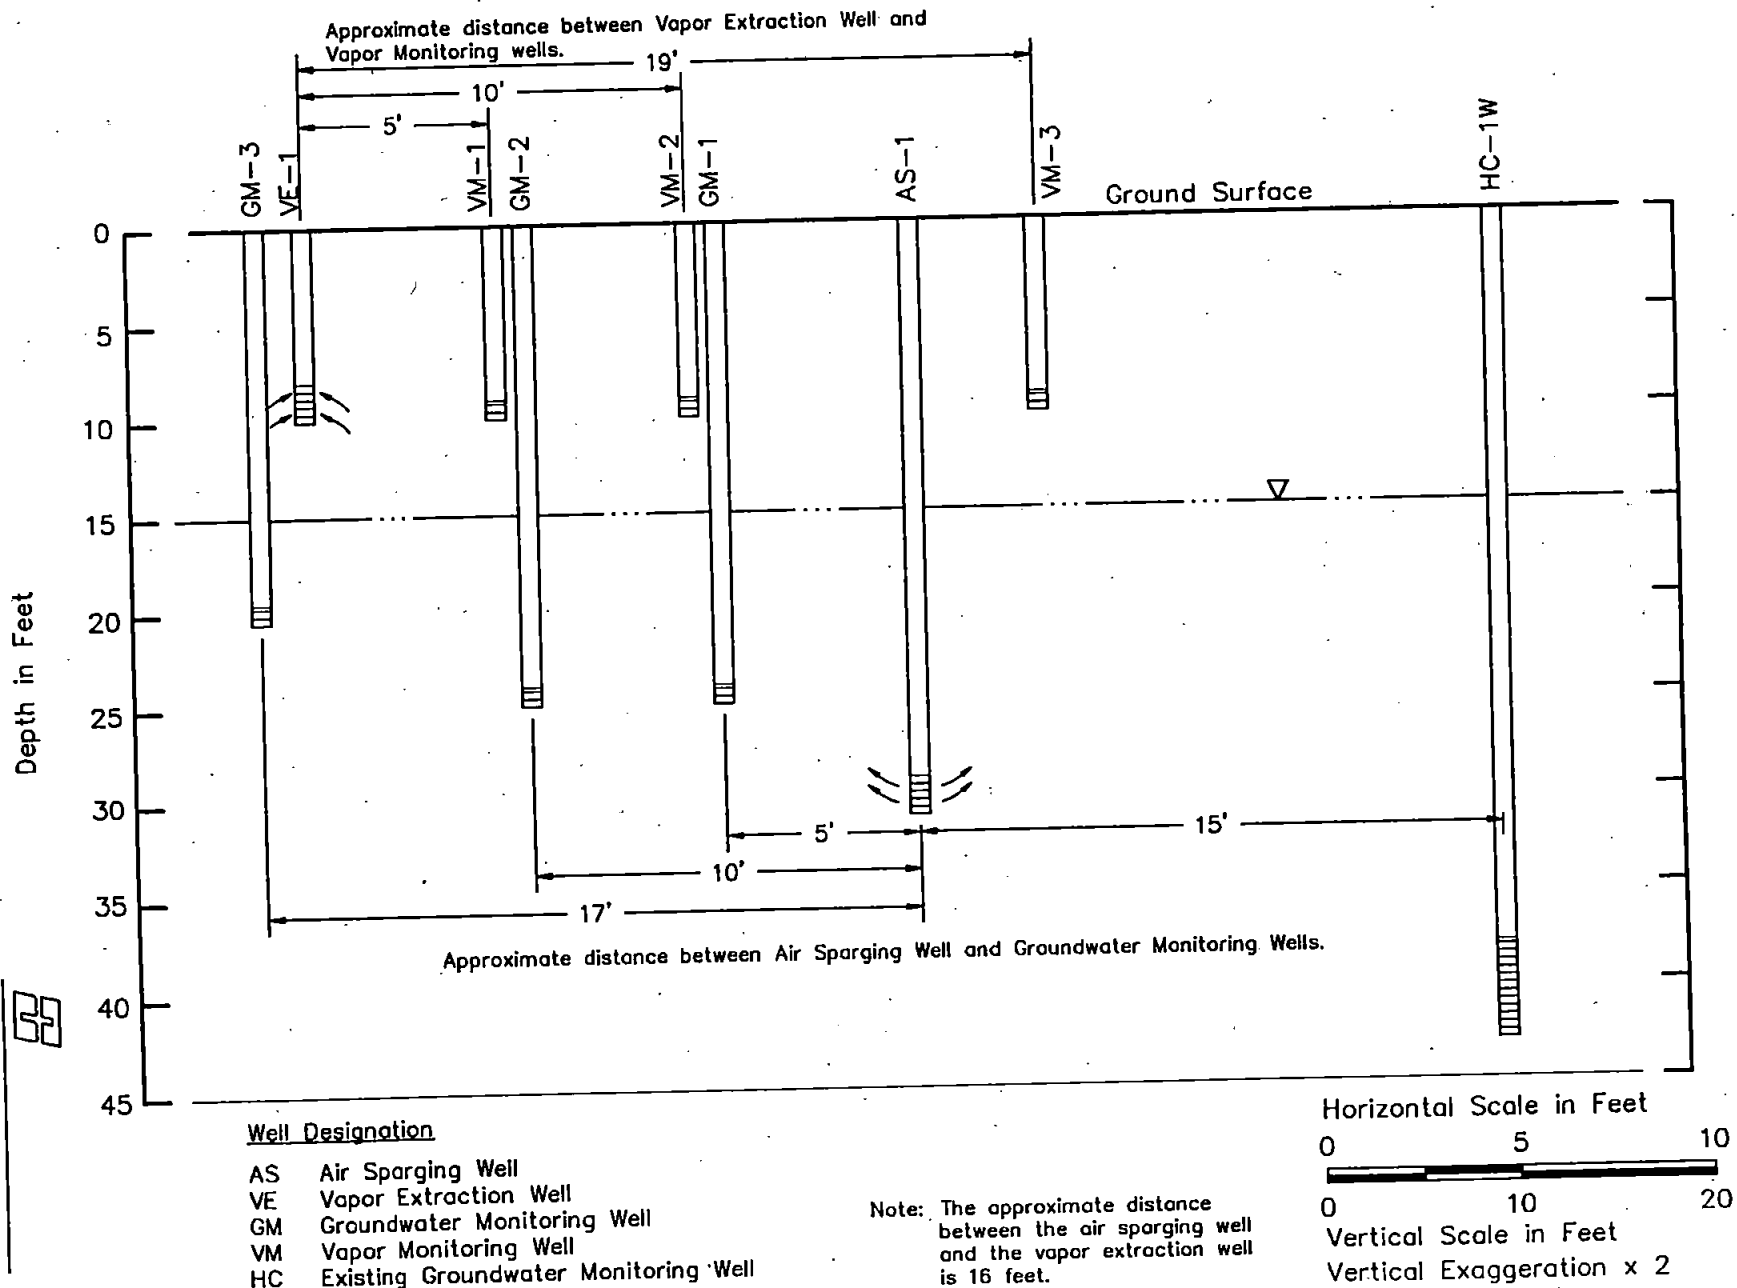 Approximate distance between Vapor Extraction Well and
Vapor Monitoring wells.
19'
10'
5'
GM-3
VE-1
VM-1
GM-2
VM-2
GM-1
AS-1
VM-3
HC-1W
Ground Surface
0
5
10
15
20
25
30
35
40
45
Depth in Feet
5'
15'
10'
17'
Approximate distance between Air Sparging Well and Groundwater Monitoring Wells.
Well Designation
AS Air Sparging Well
VE Vapor Extraction Well
GM Groundwater Monitoring Well
VM Vapor Monitoring Well
HC Existing Groundwater Monitoring Well
Note: The approximate distance
between the air sparging well
and the vapor extraction well
is 16 feet.
Horizontal Scale in Feet
0 5 10
0 10 20
Vertical Scale in Feet
Vertical Exaggeration x 2